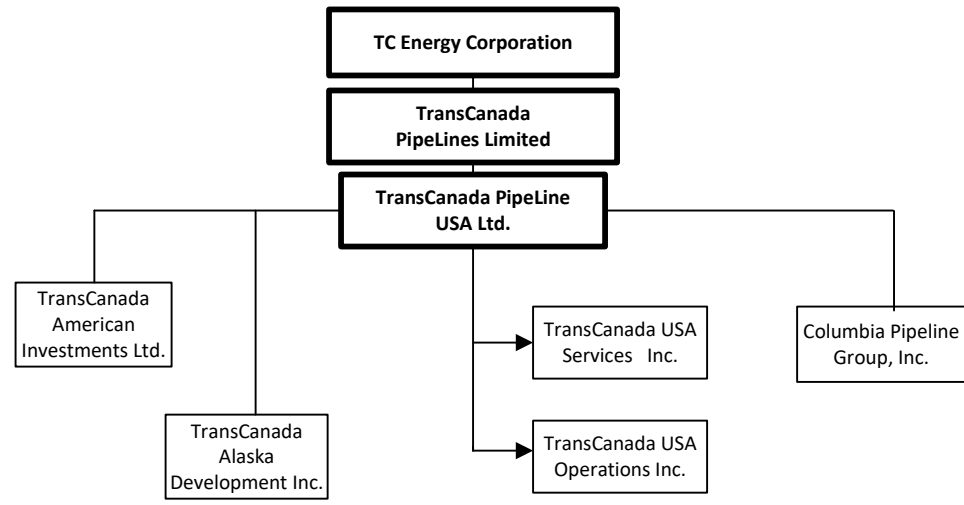 TC Energy Corporation
TransCanada
PipeLines Limited
TransCanada PipeLine
USA Ltd.
TransCanada
American
Investments Ltd.
TransCanada
Alaska
Development Inc.
TransCanada USA
Services Inc.
TransCanada USA
Operations Inc.
Columbia Pipeline
Group, Inc.